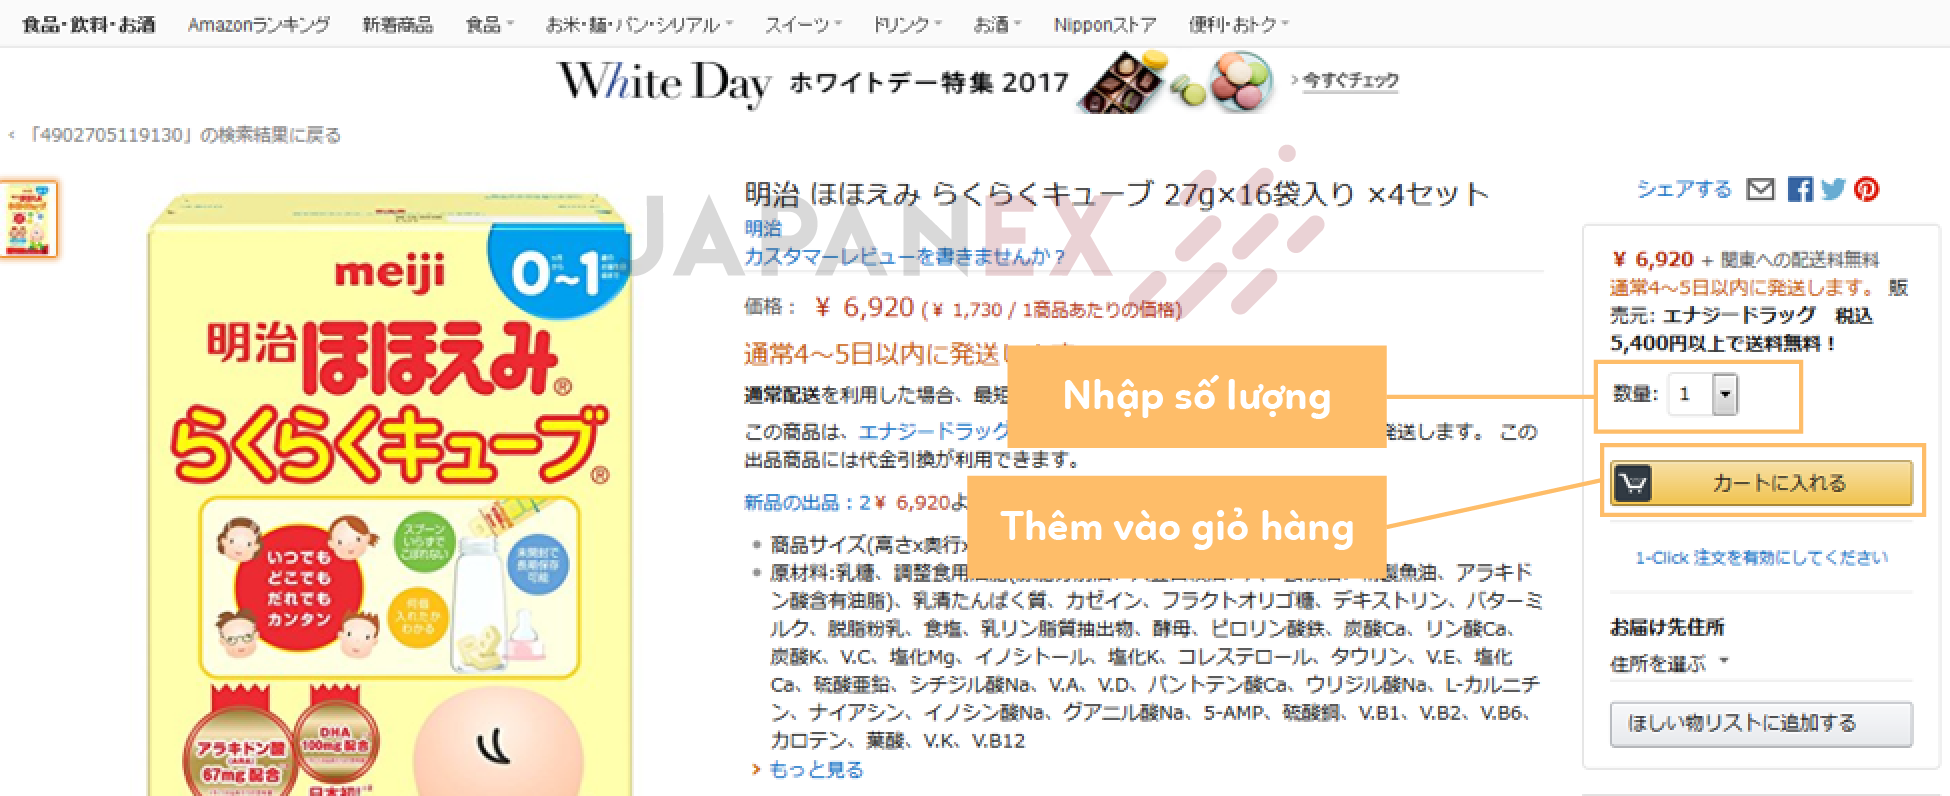 食品・飲料・お酒 Amazonランキング 新着商品 食品 お米・麺・パン・シリアル スイーツ ドリンク お酒 Nipponストア 便利・おトク
White Day ホワイトデー特集 2017 › 今すぐチェック
‹ 「4902705119130」の検索結果に戻る
JAPANEX
meiji
0~1
明治ほほえみ®
らくらくキューブ®
スプーン
いらずで
こぼれない
未開封で
長期保存
可能
いつでも
どこでも
だれでも
カンタン
何個
入れたか
わかる
アラキドン酸
(ARA)
67mg配合
DHA
100mg配合
日本初!
明治 ほほえみ らくらくキューブ 27g×16袋入り ×4セット
明治
カスタマーレビューを書きませんか？
価格： ￥ 6,920 (￥ 1,730 / 1商品あたりの価格)
通常4～5日以内に発送し
通常配送を利用した場合、最短
この商品は、エナジードラッグ 発送します。 この
出品商品には代金引換が利用できます。
新品の出品：2￥ 6,920よ
商品サイズ(高さx奥行x
原材料:乳糖、調整食用 魚油、アラキド
ン酸含有油脂)、乳清たんぱく質、カゼイン、フラクトオリゴ糖、デキストリン、バターミ
ルク、脱脂粉乳、食塩、乳リン脂質抽出物、酵母、ピロリン酸鉄、炭酸Ca、リン酸Ca、
炭酸K、V.C、塩化Mg、イノシトール、塩化K、コレステロール、タウリン、V.E、塩化
Ca、硫酸亜鉛、シチジル酸Na、V.A、V.D、パントテン酸Ca、ウリジル酸Na、L-カルニチ
ン、ナイアシン、イノシン酸Na、グアニル酸Na、5-AMP、硫酸銅、V.B1、V.B2、V.B6、
カロテン、葉酸、V.K、V.B12
› もっと見る
Nhập số lượng
Thêm vào giỏ hàng
シェアする
￥ 6,920 + 関東への配送料無料
通常4～5日以内に発送します。 販
売元: エナジードラッグ 税込
5,400円以上で送料無料！
数量: 1
カートに入れる
1-Click 注文を有効にしてください
お届け先住所
住所を選ぶ
ほしい物リストに追加する